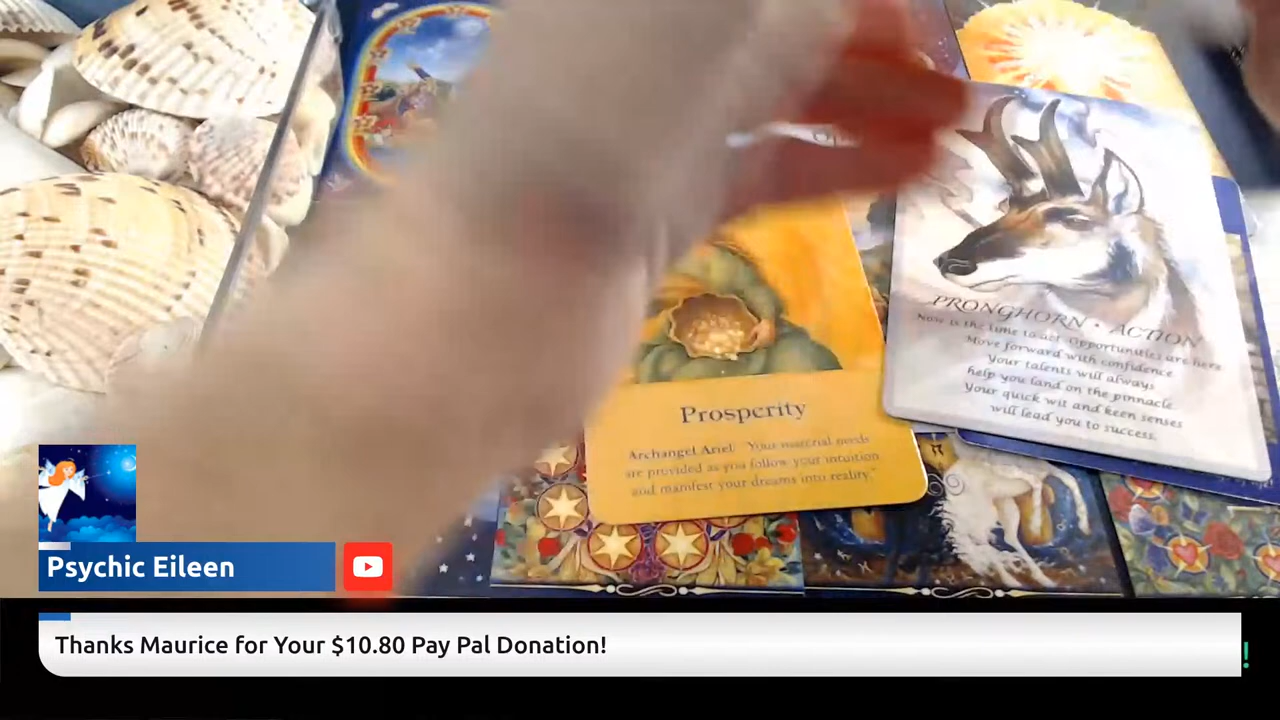 PRONGHORN • ACTION
Now is the time to act. Opportunities are here
Move forward with confidence
Your talents will always
help you land on the pinnacle
Your quick wit and keen senses
will lead you to success.
Prosperity
Archangel Ariel "Your material needs
are provided as you follow your intuition
and manifest your dreams into reality."
Psychic Eileen
Thanks Maurice for Your $10.80 Pay Pal Donation!
!